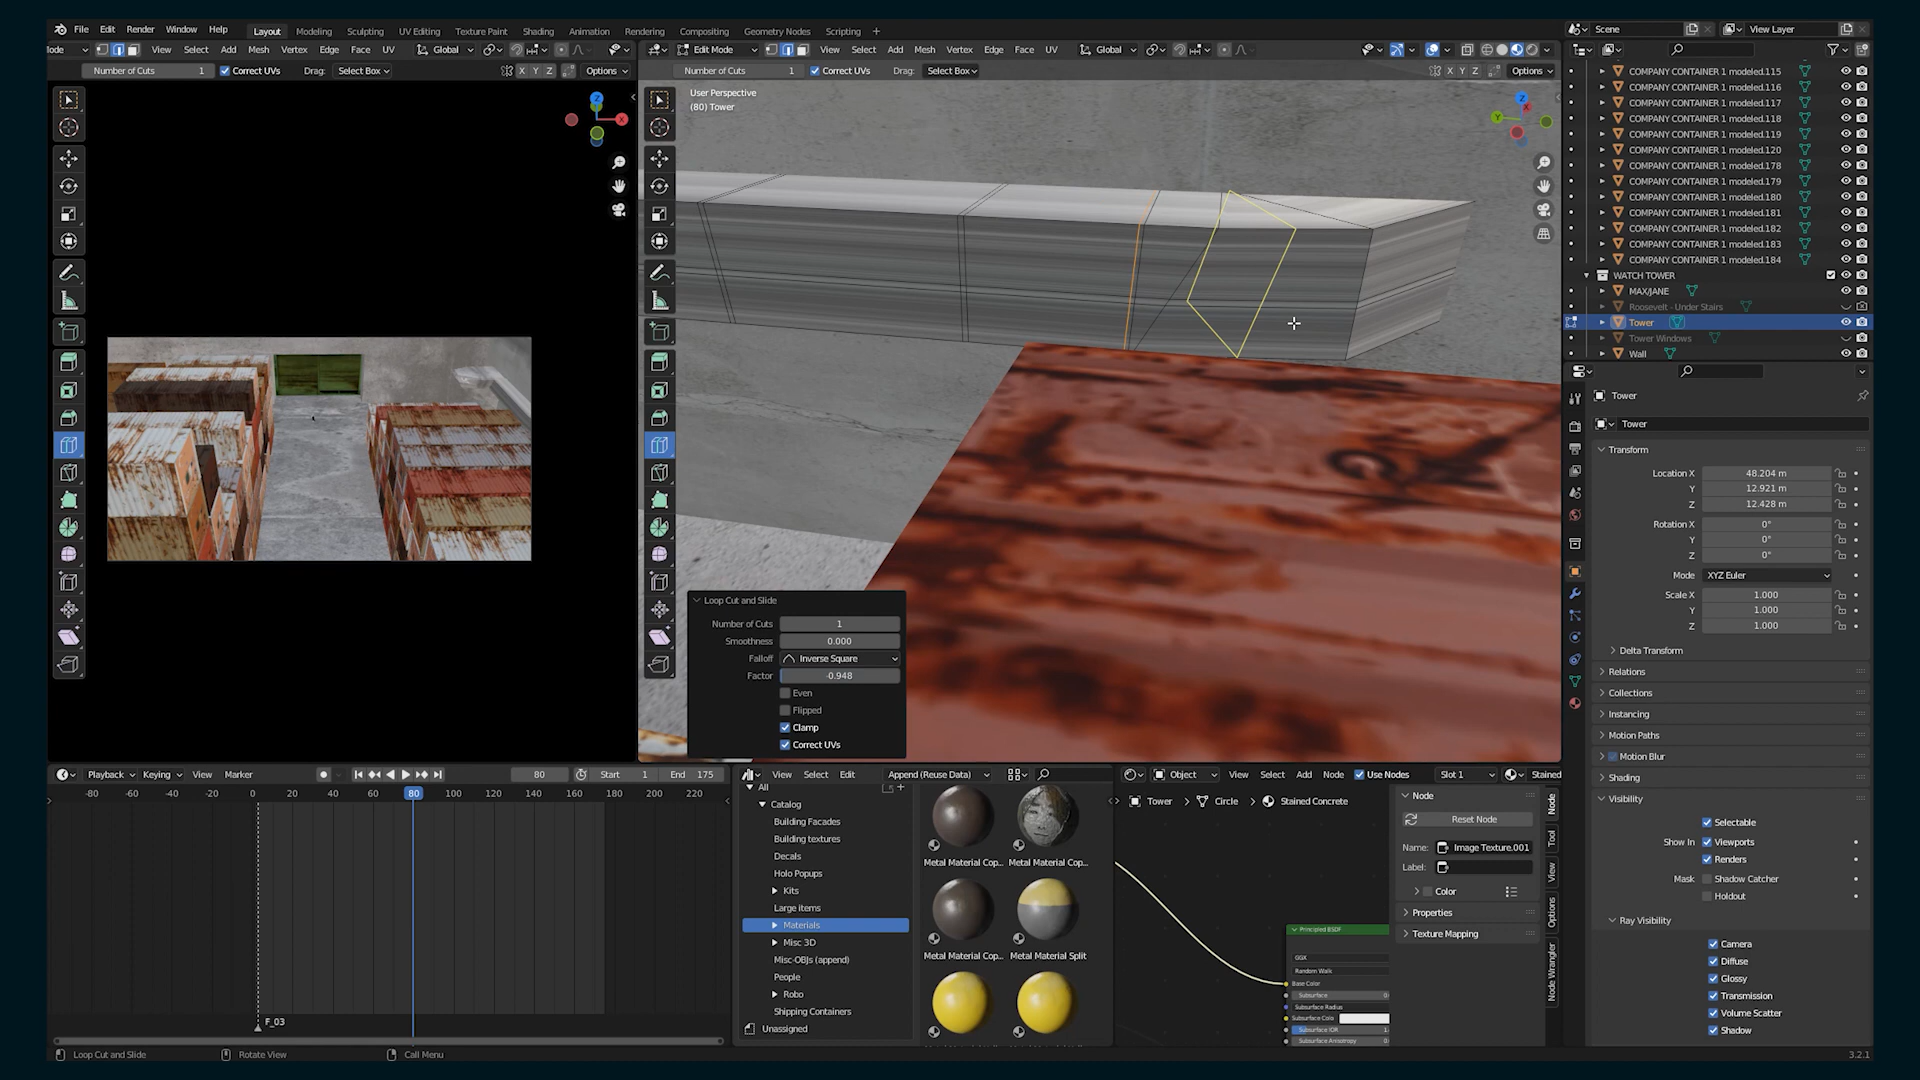 File Edit Render Window Help Layout Modeling Sculpting UV Editing Texture Paint Shading Animation Rendering Compositing Geometry Nodes Scripting + Scene View Layer
ode View Select Add Mesh Vertex Edge Face UV Global
Edit Mode View Select Add Mesh Vertex Edge Face UV Global
Number of Cuts 1 Correct UVs Drag: Select Box X Y Z Options
Number of Cuts 1 Correct UVs Drag: Select Box X Y Z Options
User Perspective
(80) Tower
COMPANY CONTAINER 1 modeled.115
COMPANY CONTAINER 1 modeled.116
COMPANY CONTAINER 1 modeled.117
COMPANY CONTAINER 1 modeled.118
COMPANY CONTAINER 1 modeled.119
COMPANY CONTAINER 1 modeled.120
COMPANY CONTAINER 1 modeled.178
COMPANY CONTAINER 1 modeled.179
COMPANY CONTAINER 1 modeled.180
COMPANY CONTAINER 1 modeled.181
COMPANY CONTAINER 1 modeled.182
COMPANY CONTAINER 1 modeled.183
COMPANY CONTAINER 1 modeled.184
WATCH TOWER
MAX/JANE
Roosevelt - Under Stairs
Tower
Tower Windows
Wall
Tower
Tower
Transform
Location X 48.204 m
Y 12.921 m
Z 12.428 m
Rotation X 0°
Y 0°
Z 0°
Mode XYZ Euler
Scale X 1.000
Y 1.000
Z 1.000
Delta Transform
Relations
Collections
Instancing
Motion Paths
Motion Blur
Shading
Visibility
Selectable
Show In Viewports
Renders
Mask Shadow Catcher
Holdout
Ray Visibility
Camera
Diffuse
Glossy
Transmission
Volume Scatter
Shadow
Loop Cut and Slide
Number of Cuts 1
Smoothness 0.000
Falloff Inverse Square
Factor -0.948
Even
Flipped
Clamp
Correct UVs
Playback Keying View Marker 80 Start 1 End 175
-80 -60 -40 -20 0 20 40 60 80 100 120 140 160 180 200 220
F_03
View Select Edit Append (Reuse Data)
All
Catalog
Building Facades
Building textures
Decals
Holo Popups
Kits
Large items
Materials
Misc 3D
Misc-OBJs (append)
People
Robo
Shipping Containers
Unassigned
Metal Material Cop... Metal Material Cop...
Metal Material Cop... Metal Material Split
Object View Select Add Node Use Nodes Slot 1 Stained
Tower > Circle > Stained Concrete
Principled BSDF
GGX
Random Walk
Base Color
Subsurface
Subsurface Radius
Subsurface Colo
Subsurface IOR
Subsurface Anisotropy
Node
Reset Node
Name: Image Texture.001
Label:
Color
Properties
Texture Mapping
Node
Tool
View
Options
Node Wrangler
Loop Cut and Slide Rotate View Call Menu 3.2.1